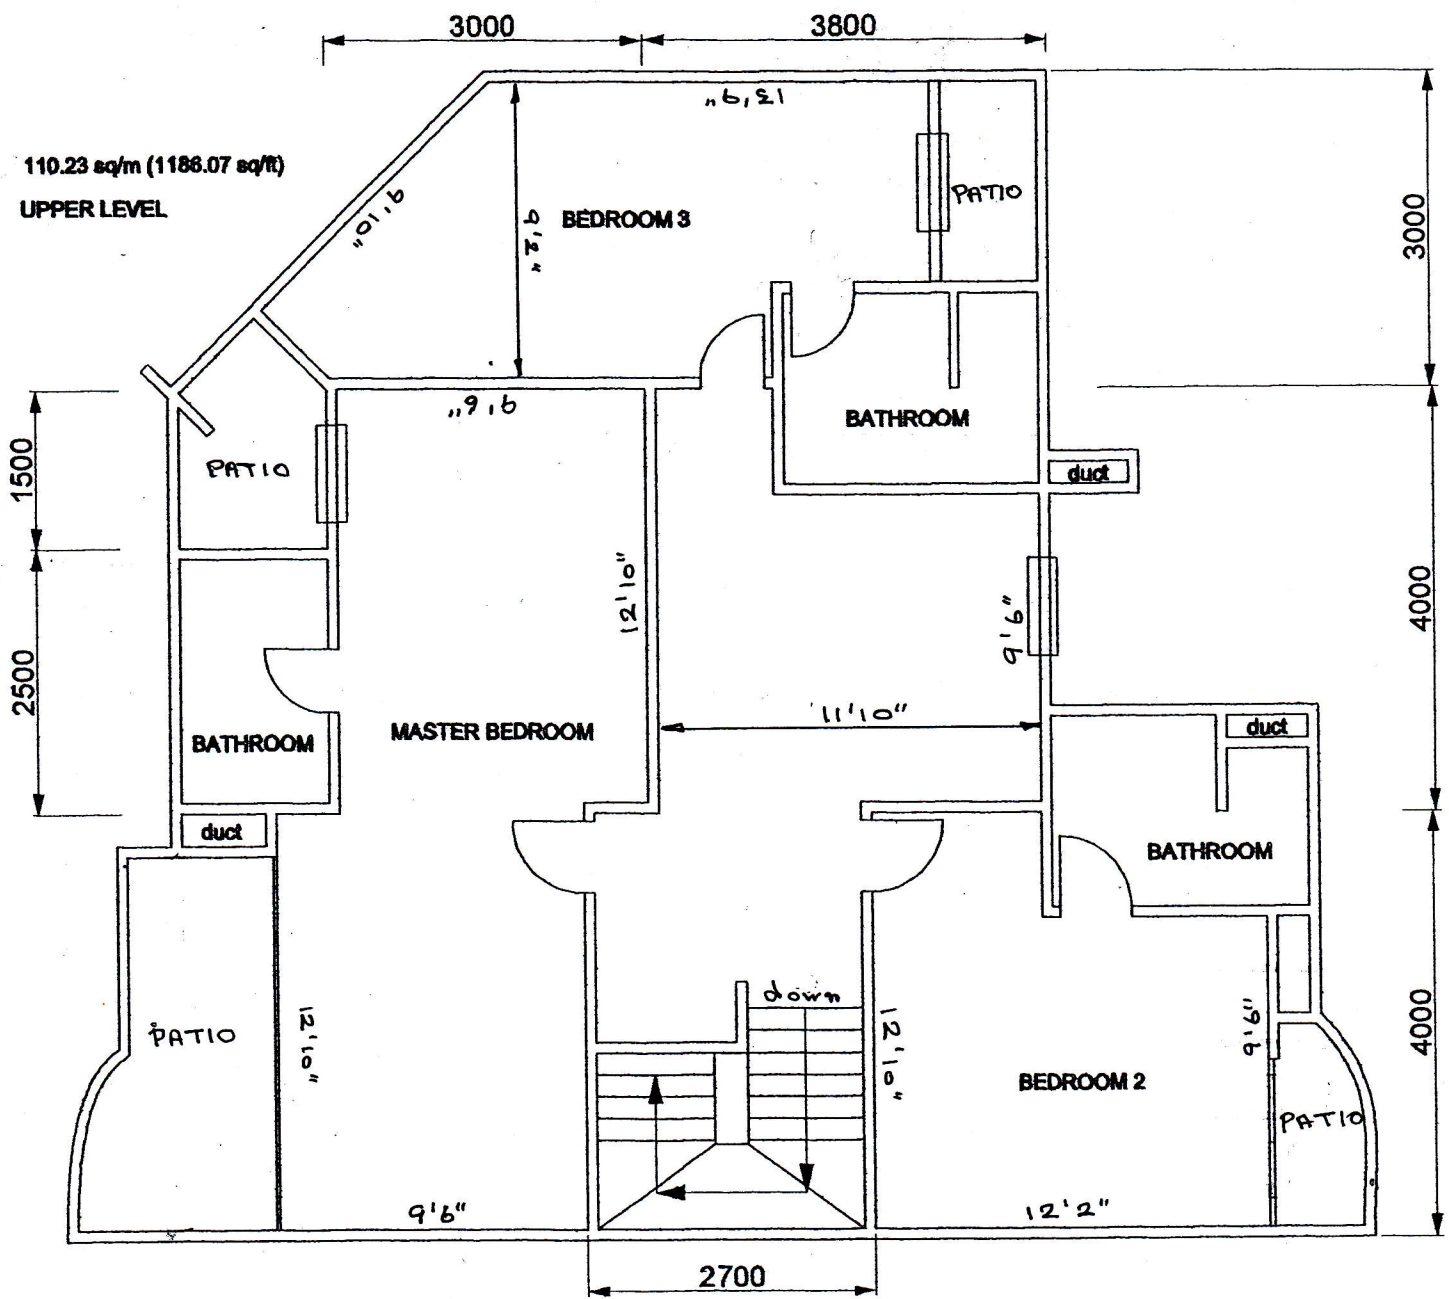 3000
3800
13'9"
110.23 sq/m (1186.07 sq/ft)
UPPER LEVEL
9'10"
9'2"
BEDROOM 3
PATIO
3000
9'6"
BATHROOM
PATIO
duct
1500
12'10"
9'6"
4000
2500
BATHROOM
MASTER BEDROOM
11'10"
duct
duct
BATHROOM
PATIO
12'10"
down
12'10"
9'6"
4000
BEDROOM 2
PATIO
9'6"
12'2"
2700